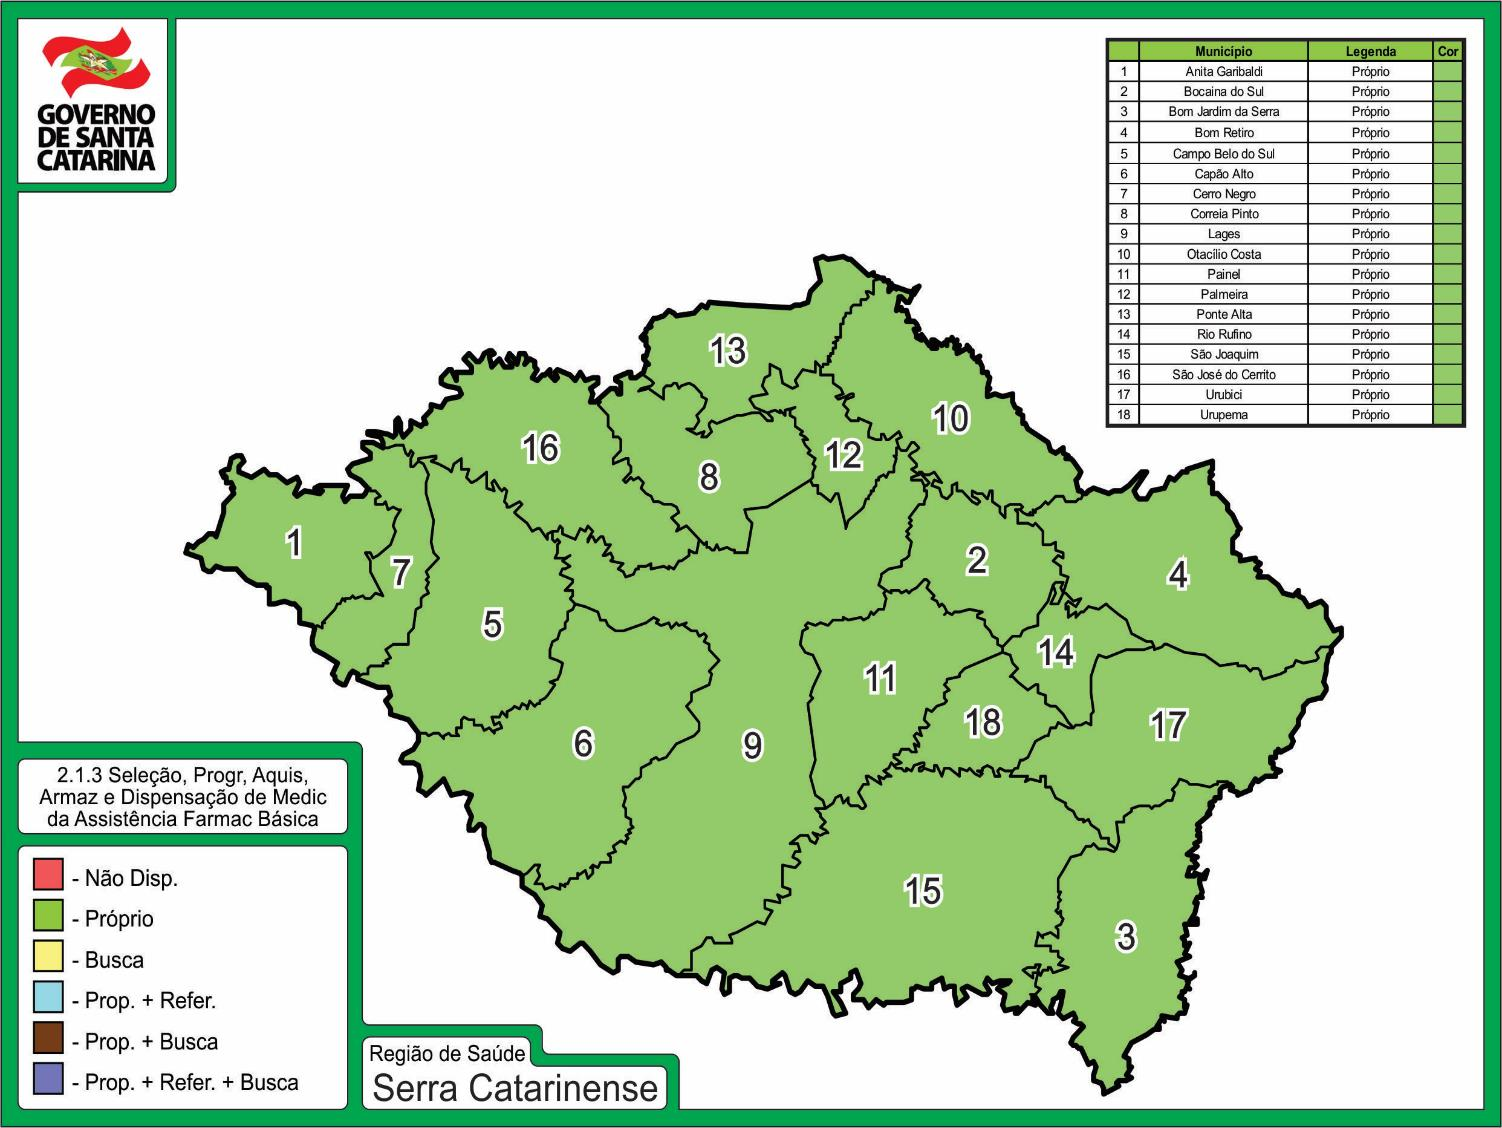 GOVERNO
DE SANTA
CATARINA
Município Legenda Cor
1 Anita Garibaldi Próprio
2 Bocaina do Sul Próprio
3 Bom Jardim da Serra Próprio
4 Bom Retiro Próprio
5 Campo Belo do Sul Próprio
6 Capão Alto Próprio
7 Cerro Negro Próprio
8 Correia Pinto Próprio
9 Lages Próprio
10 Otacílio Costa Próprio
11 Painel Próprio
12 Palmeira Próprio
13 Ponte Alta Próprio
14 Rio Rufino Próprio
15 São Joaquim Próprio
16 São José do Cerrito Próprio
17 Urubici Próprio
18 Urupema Próprio
13
10
16
12
8
1
2
7
4
5
14
11
18
17
6
9
15
3
2.1.3 Seleção, Progr, Aquis,
Armaz e Dispensação de Medic
da Assistência Farmac Básica
- Não Disp.
- Próprio
- Busca
- Prop. + Refer.
- Prop. + Busca
- Prop. + Refer. + Busca
Região de Saúde
Serra Catarinense